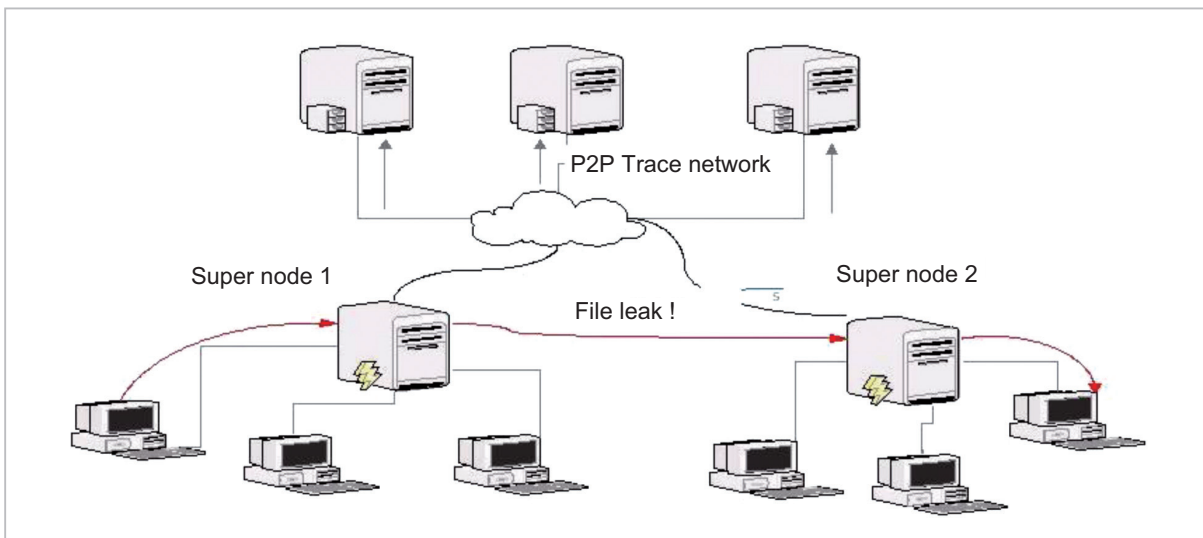 P2P Trace network
Super node 1
Super node 2
File leak !
s